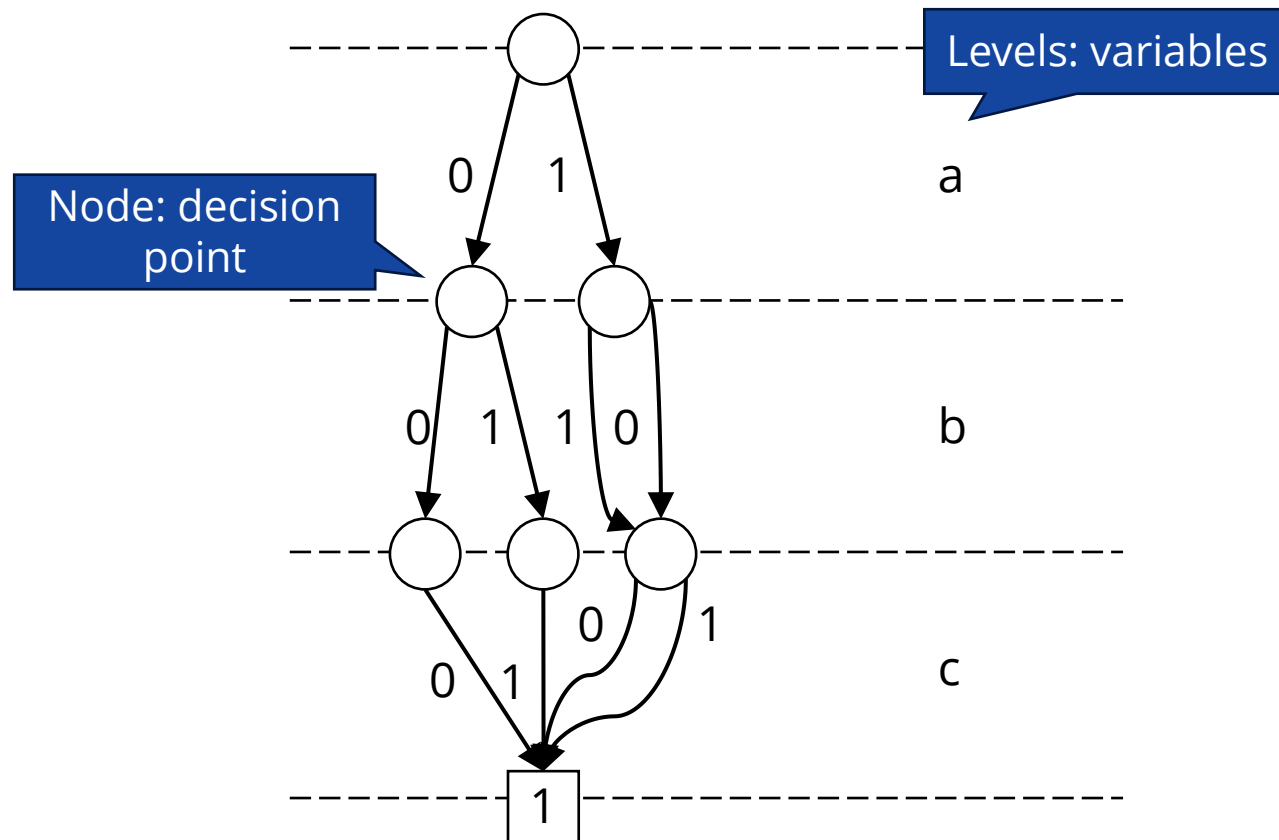 Levels: variables
0 1 a
Node: decision
point
0 1 1 0 b
0 1
0 1 c
1